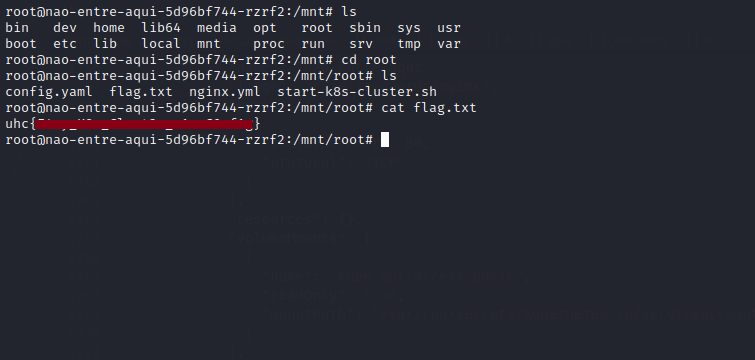 root@nao-entre-aqui-5d96bf744-rzrf2:/mnt# ls
bin dev home lib64 media opt root sbin sys usr
boot etc lib local mnt proc run srv tmp var
root@nao-entre-aqui-5d96bf744-rzrf2:/mnt# cd root
root@nao-entre-aqui-5d96bf744-rzrf2:/mnt/root# ls
config.yaml flag.txt nginx.yml start-k8s-cluster.sh
root@nao-entre-aqui-5d96bf744-rzrf2:/mnt/root# cat flag.txt
uhc{ }
root@nao-entre-aqui-5d96bf744-rzrf2:/mnt/root#